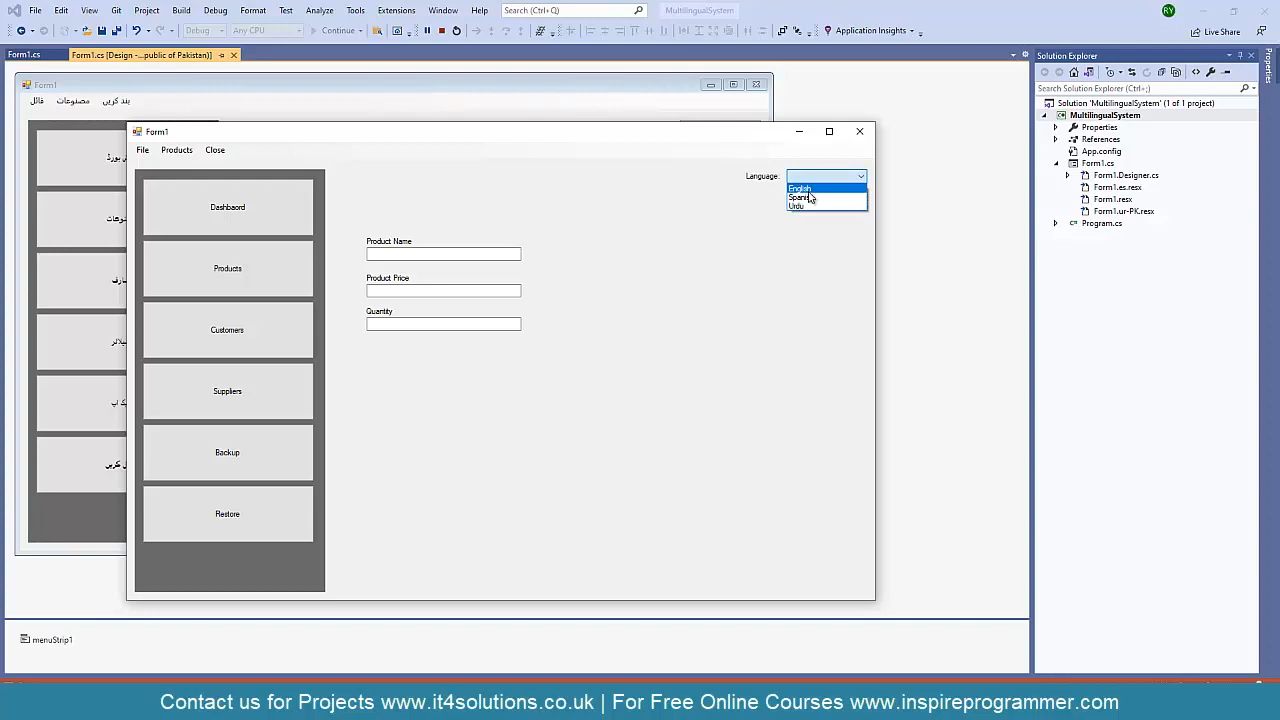 File Edit View Git Project Build Debug Format Test Analyze Tools Extensions Window Help Search (Ctrl+Q) MultilingualSystem RY
Debug Any CPU Continue Application Insights Live Share
Form1.cs Form1.cs [Design -...public of Pakistan)]
Solution Explorer
Search Solution Explorer (Ctrl+;)
Solution 'MultilingualSystem' (1 of 1 project)
MultilingualSystem
Properties
References
App.config
Form1.cs
Form1.Designer.cs
Form1.es.resx
Form1.resx
Form1.ur-PK.resx
Program.cs
Properties
Form1
فائل مصنوعات بند کریں
Form1
File Products Close
Language:
English
Urdu
Dashbaord
Products
Customers
Suppliers
Backup
Restore
Product Name
Product Price
Quantity
menuStrip1
Contact us for Projects www.it4solutions.co.uk | For Free Online Courses www.inspireprogrammer.com